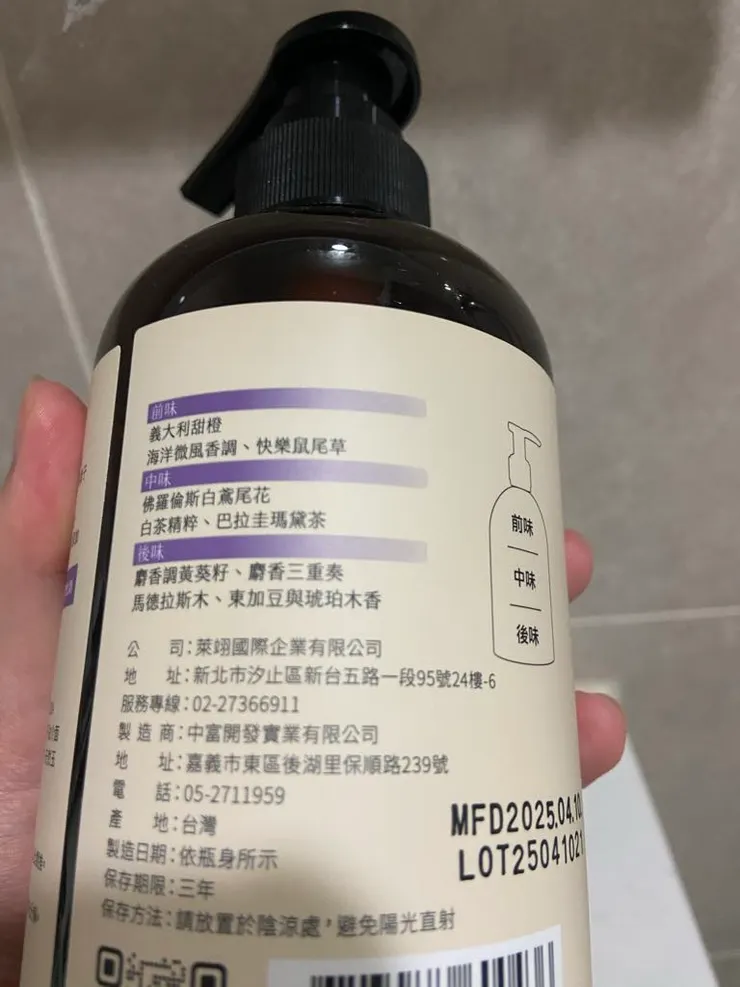 前味
義大利甜橙
海洋微風香調、快樂鼠尾草
中味
佛羅倫斯白鳶尾花
白茶精粹、巴拉圭瑪黛茶
後味
麝香調黃葵籽、麝香三重奏
馬德拉斯木、東加豆與琥珀木香
前味
中味
後味
公 司:萊翊國際企業有限公司
地 址:新北市汐止區新台五路一段95號24樓-6
服務專線:02-27366911
製造商:中富開發實業有限公司
地 址:嘉義市東區後湖里保順路239號
電 話:05-2711959
產 地:台灣
製造日期:依瓶身所示
保存期限:三年
保存方法:請放置於陰涼處,避免陽光直射
MFD2025.04.10
LOT25041021